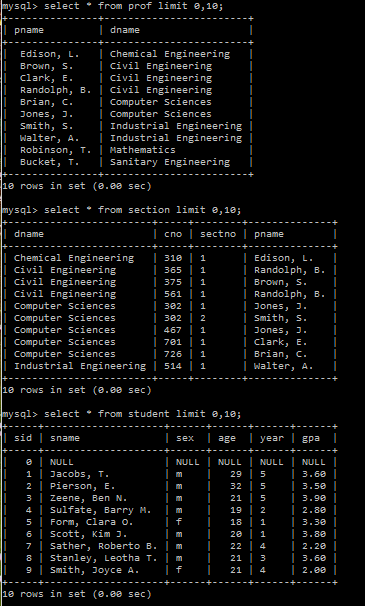 mysql> select * from prof limit 0,10;
+--------------+------------------------+
| pname        | dname                  |
+--------------+------------------------+
| Edison, L.   | Chemical Engineering   |
| Brown, S.    | Civil Engineering      |
| Clark, E.    | Civil Engineering      |
| Randolph, B. | Civil Engineering      |
| Brian, C.    | Computer Sciences      |
| Jones, J.    | Computer Sciences      |
| Smith, S.    | Industrial Engineering |
| Walter, A.   | Industrial Engineering |
| Robinson, T. | Mathematics            |
| Bucket, T.   | Sanitary Engineering   |
+--------------+------------------------+
10 rows in set (0.00 sec)
mysql> select * from section limit 0,10;
+------------------------+-----+--------+--------------+
| dname                  | cno | sectno | pname        |
+------------------------+-----+--------+--------------+
| Chemical Engineering   | 310 | 1      | Edison, L.   |
| Civil Engineering      | 365 | 1      | Randolph, B. |
| Civil Engineering      | 375 | 1      | Brown, S.    |
| Civil Engineering      | 561 | 1      | Randolph, B. |
| Computer Sciences      | 302 | 1      | Jones, J.    |
| Computer Sciences      | 302 | 2      | Smith, S.    |
| Computer Sciences      | 467 | 1      | Jones, J.    |
| Computer Sciences      | 701 | 1      | Clark, E.    |
| Computer Sciences      | 726 | 1      | Brian, C.    |
| Industrial Engineering | 514 | 1      | Walter, A.   |
+------------------------+-----+--------+--------------+
10 rows in set (0.00 sec)
mysql> select * from student limit 0,10;
+-----+---------------------+------+------+------+------+
| sid | sname               | sex  | age  | year | gpa  |
+-----+---------------------+------+------+------+------+
|   0 | NULL                | NULL | NULL | NULL | NULL |
|   1 | Jacobs, T.          | m    |   29 | 5    | 3.60 |
|   2 | Pierson, E.         | m    |   32 | 5    | 3.50 |
|   3 | Zeene, Ben N.       | m    |   21 | 5    | 3.90 |
|   4 | Sulfate, Barry M.   | m    |   19 | 2    | 2.80 |
|   5 | Form, Clara O.      | f    |   18 | 1    | 3.30 |
|   6 | Scott, Kim J.       | m    |   20 | 1    | 3.80 |
|   7 | Sather, Roberto B.  | m    |   22 | 4    | 2.20 |
|   8 | Stanley, Leotha T.  | m    |   21 | 3    | 3.60 |
|   9 | Smith, Joyce A.     | f    |   21 | 4    | 2.00 |
+-----+---------------------+------+------+------+------+